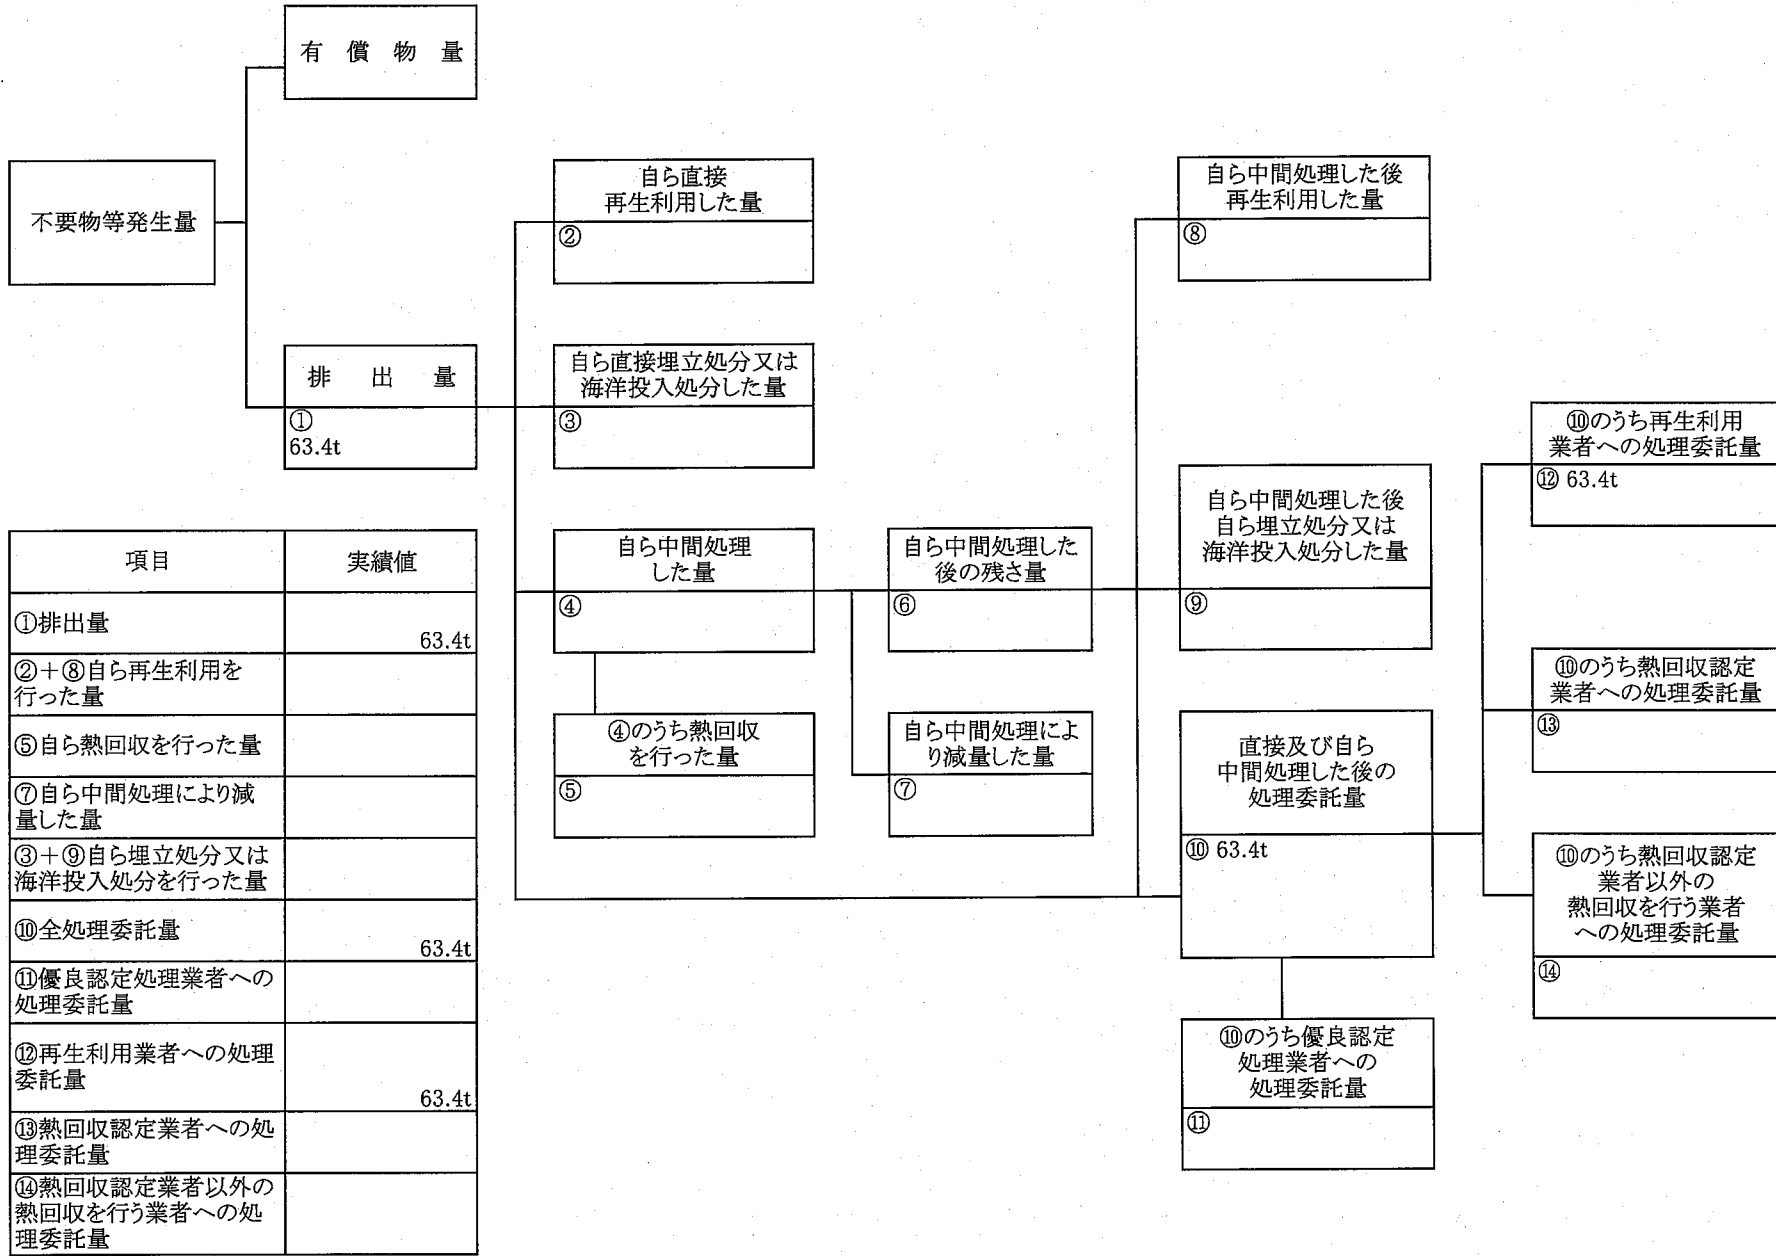 有償物量
不要物等発生量
排出量
①
63.4t
自ら直接
再生利用した量
②
自ら直接埋立処分又は
海洋投入処分した量
③
自ら中間処理
した量
④
④のうち熱回収
を行った量
⑤
自ら中間処理した
後の残さ量
⑥
自ら中間処理によ
り減量した量
⑦
自ら中間処理した後
再生利用した量
⑧
自ら中間処理した後
自ら埋立処分又は
海洋投入処分した量
⑨
直接及び自ら
中間処理した後の
処理委託量
⑩ 63.4t
⑩のうち優良認定
処理業者への
処理委託量
⑪
⑩のうち再生利用
業者への処理委託量
⑫ 63.4t
⑩のうち熱回収認定
業者への処理委託量
⑬
⑩のうち熱回収認定
業者以外の
熱回収を行う業者
への処理委託量
⑭
項目 実績値
①排出量
63.4t
②+⑧自ら再生利用を
行った量
⑤自ら熱回収を行った量
⑦自ら中間処理により減
量した量
③+⑨自ら埋立処分又は
海洋投入処分を行った量
⑩全処理委託量
63.4t
⑪優良認定処理業者への
処理委託量
⑫再生利用業者への処理
委託量
63.4t
⑬熱回収認定業者への処
理委託量
⑭熱回収認定業者以外の
熱回収を行う業者への処
理委託量